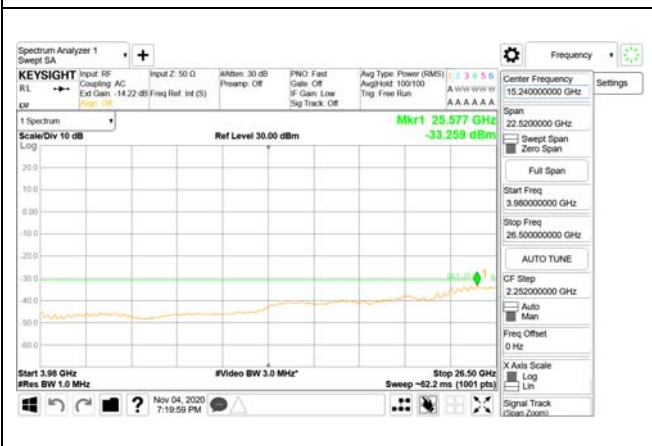 Spectrum Analyzer 1
Swept SA
KEYSIGHT
RL
Input: RF
Coupling: AC
Ext Gain: -14.22 dB
Align: Off
Input Z: 50 Ω
Freq Ref: Int (S)
#Atten: 30 dB
Preamp: Off
PNO: Fast
Gate: Off
IF Gain: Low
Sig Track: Off
Avg Type: Power (RMS)
Avg|Hold: 100/100
Trig: Free Run
1 2 3 4 5 6
A W W W W W
A A A A A A
1 Spectrum
Scale/Div 10 dB
Ref Level 30.00 dBm
Mkr1 25.577 GHz
-33.259 dBm
Log
20.0
10.0
0.00
-10.0
-20.0
-30.0
-40.0
-50.0
-60.0
1
Start 3.98 GHz
#Video BW 3.0 MHz*
Stop 26.50 GHz
#Res BW 1.0 MHz
Sweep ~62.2 ms (1001 pts)
Nov 04, 2020
7:19:59 PM
Frequency
Settings
Center Frequency
15.240000000 GHz
Span
22.5200000 GHz
Swept Span
Zero Span
Full Span
Start Freq
3.980000000 GHz
Stop Freq
26.500000000 GHz
AUTO TUNE
CF Step
2.252000000 GHz
Auto
Man
Freq Offset
0 Hz
X Axis Scale
Log
Lin
Signal Track
(Span Zoom)